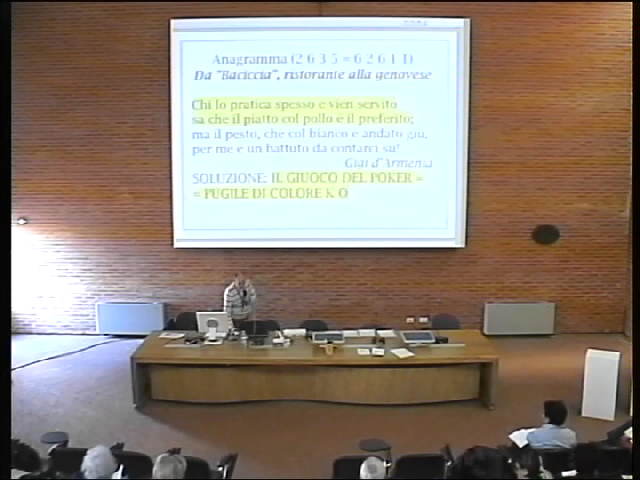 Anagramma (2 6 3 5 = 6 2 6 1 1)
Da "Baciccia", ristorante alla genovese
Chi lo pratica spesso e vien servito
sa che il piatto col pollo è il preferito;
ma il pesto, che col bianco è andato giù,
per me è un battuto da contarci su!
Giai d'Armenia
SOLUZIONE: IL GIUOCO DEL POKER =
= PUGILE DI COLORE K O